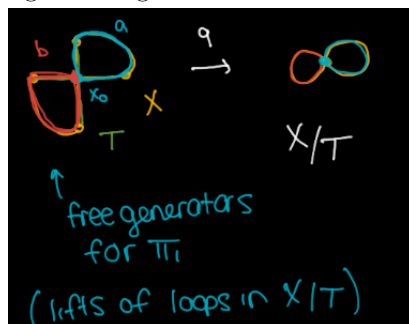 a
b
q
x₀
X
T
X/T
free generators
for π₁
(lifts of loops in X/T)